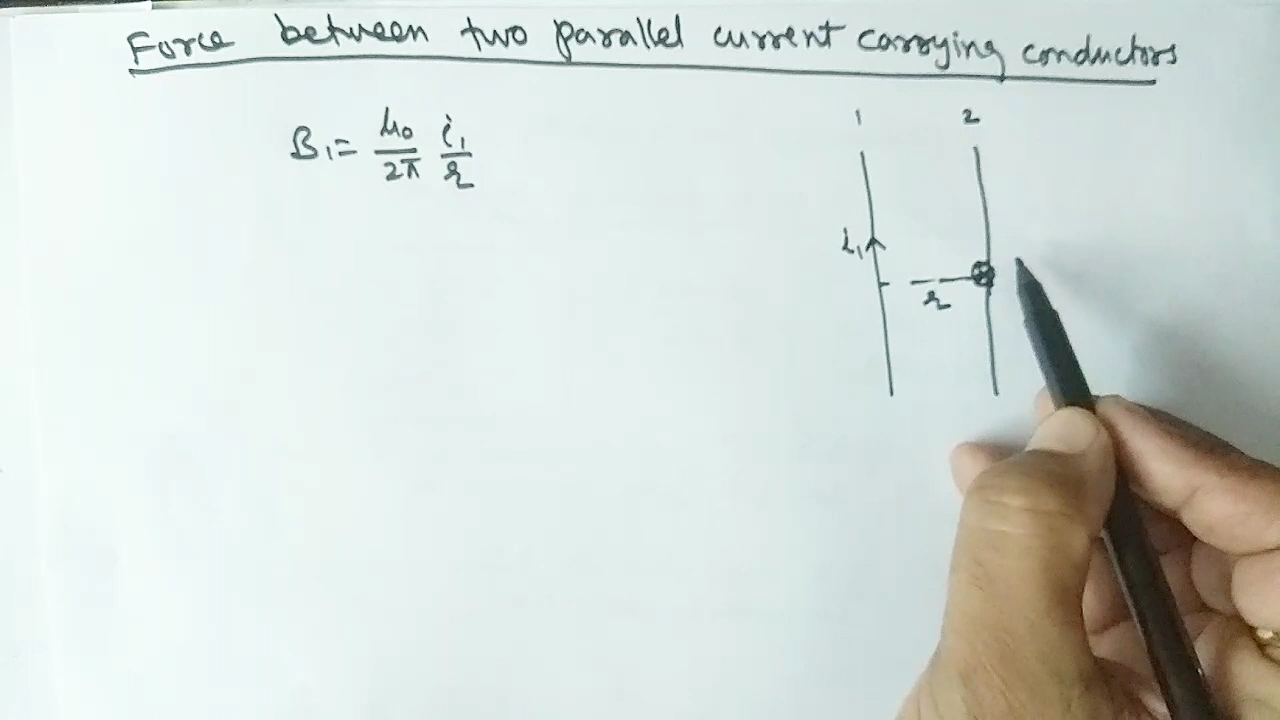 Force between two parallel current carrying conductors
B₁ = μ₀/2π i₁/r
1 2
i₁
r